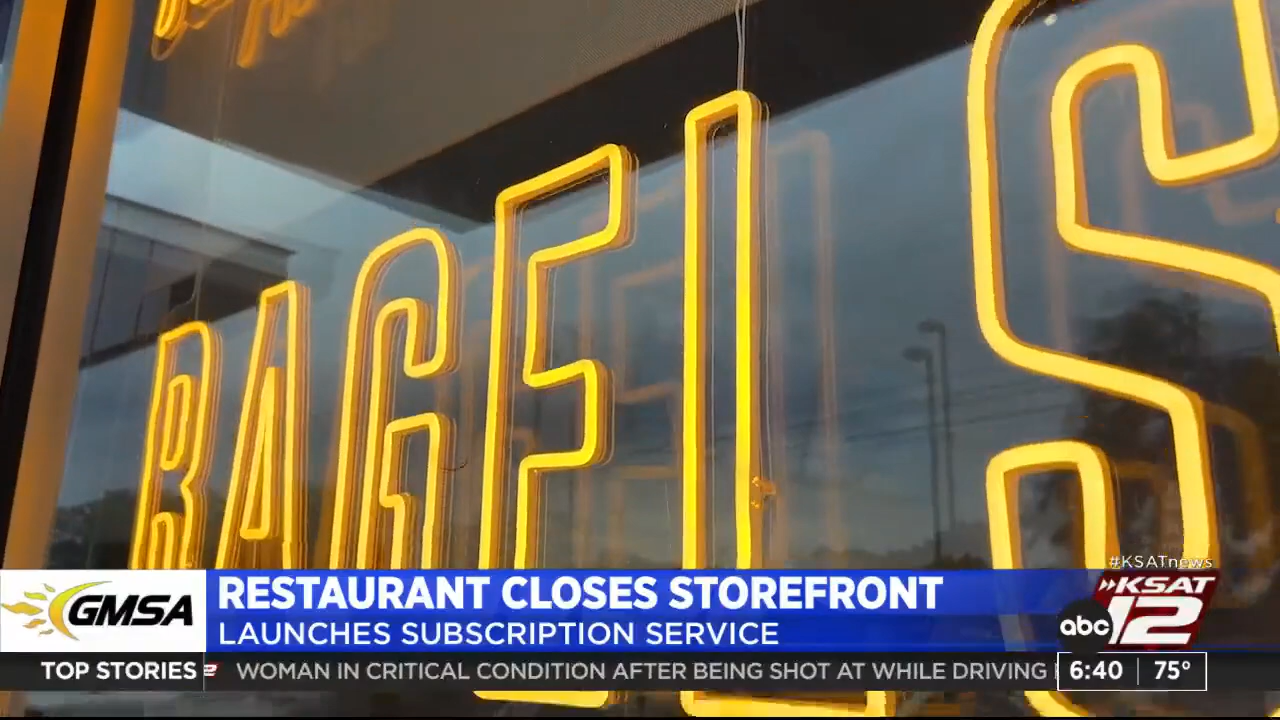 BAGELS
#KSATnews
GMSA
RESTAURANT CLOSES STOREFRONT
LAUNCHES SUBSCRIPTION SERVICE
abc
KSAT
12
TOP STORIES
WOMAN IN CRITICAL CONDITION AFTER BEING SHOT AT WHILE DRIVING
6:40
75°